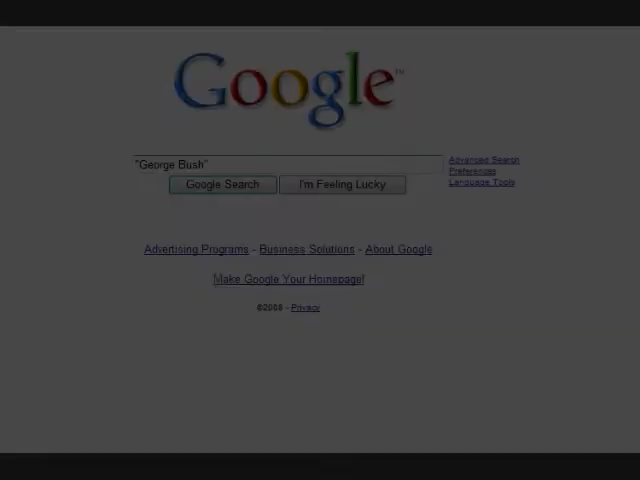 Google™
"George Bush"
Advanced Search
Preferences
Language Tools
Google Search
I'm Feeling Lucky
Advertising Programs - Business Solutions - About Google
Make Google Your Homepage!
©2008 - Privacy